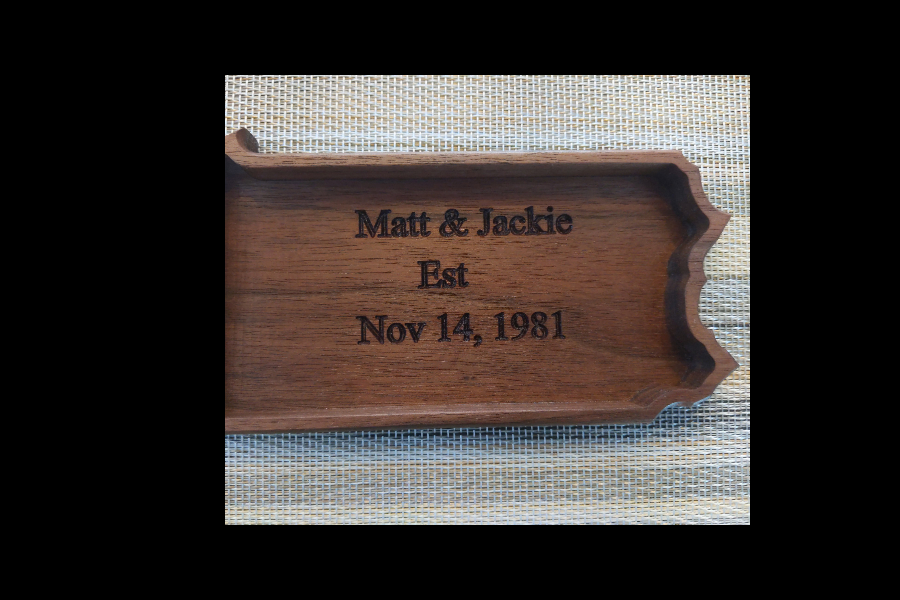 Matt & Jackie
Est
Nov 14, 1981